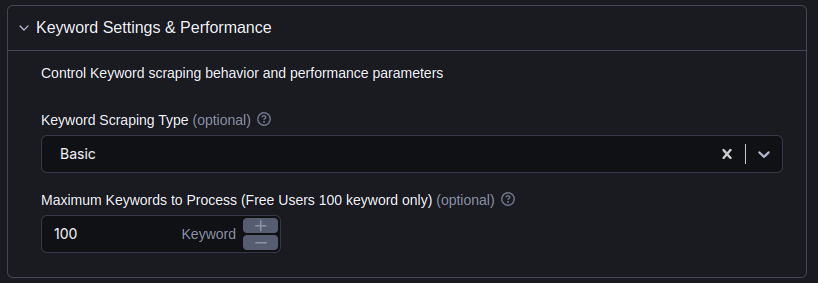 Keyword Settings & Performance
Control Keyword scraping behavior and performance parameters
Keyword Scraping Type (optional)
Basic
Maximum Keywords to Process (Free Users 100 keyword only) (optional)
100 Keyword